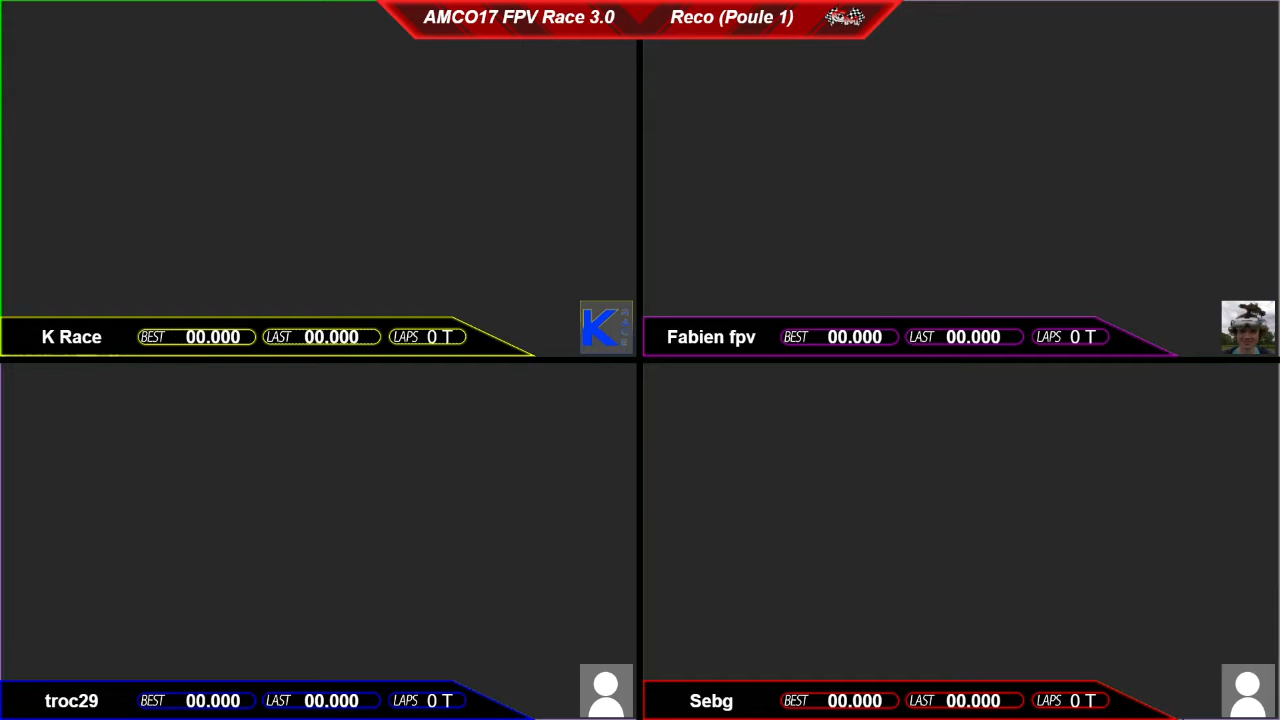 AMCO17 FPV Race 3.0 Reco (Poule 1)
K Race BEST 00.000 LAST 00.000 LAPS 0 T
K
Fabien fpv BEST 00.000 LAST 00.000 LAPS 0 T
troc29 BEST 00.000 LAST 00.000 LAPS 0 T
Sebg BEST 00.000 LAST 00.000 LAPS 0 T